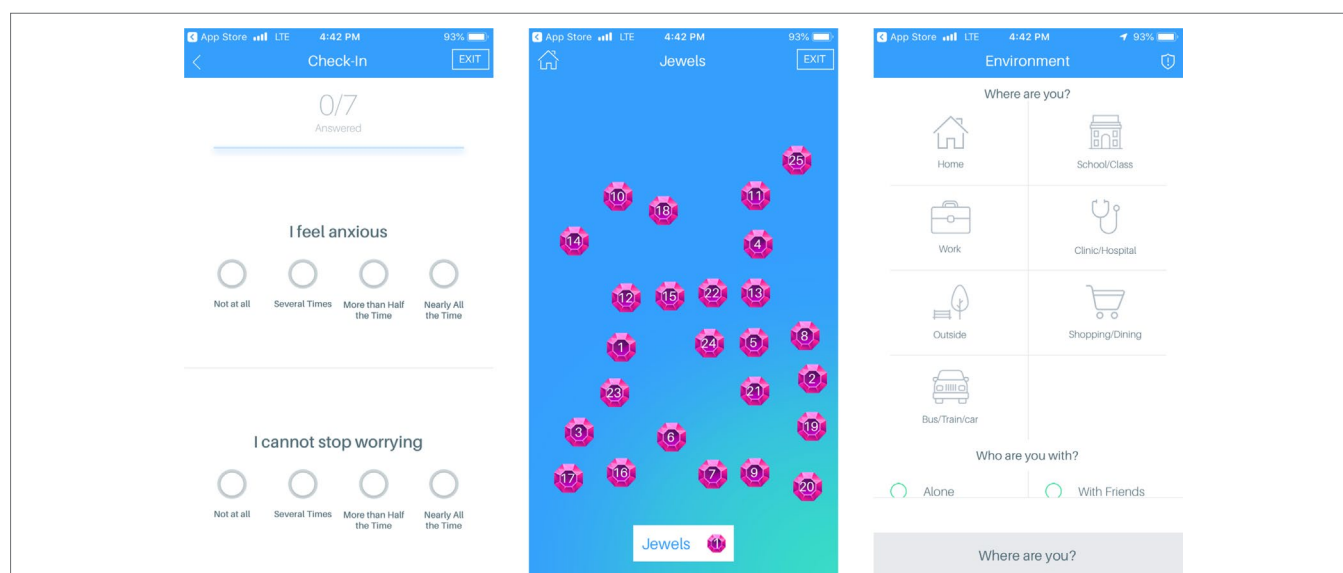 App Store LTE 4:42 PM 93%
Check-In EXIT
0/7
Answered
I feel anxious
Not at all Several Times More than Half the Time Nearly All the Time
I cannot stop worrying
Not at all Several Times More than Half the Time Nearly All the Time
App Store LTE 4:42 PM 93%
Jewels EXIT
25
10 18 11
14 4
12 15 22 13
1 24 5 8
23 21 2
3 6 19
17 16 7 9 20
Jewels 1
App Store LTE 4:42 PM 93%
Environment
Where are you?
Home School/Class
Work Clinic/Hospital
Outside Shopping/Dining
Bus/Train/car
Who are you with?
Alone With Friends
Where are you?